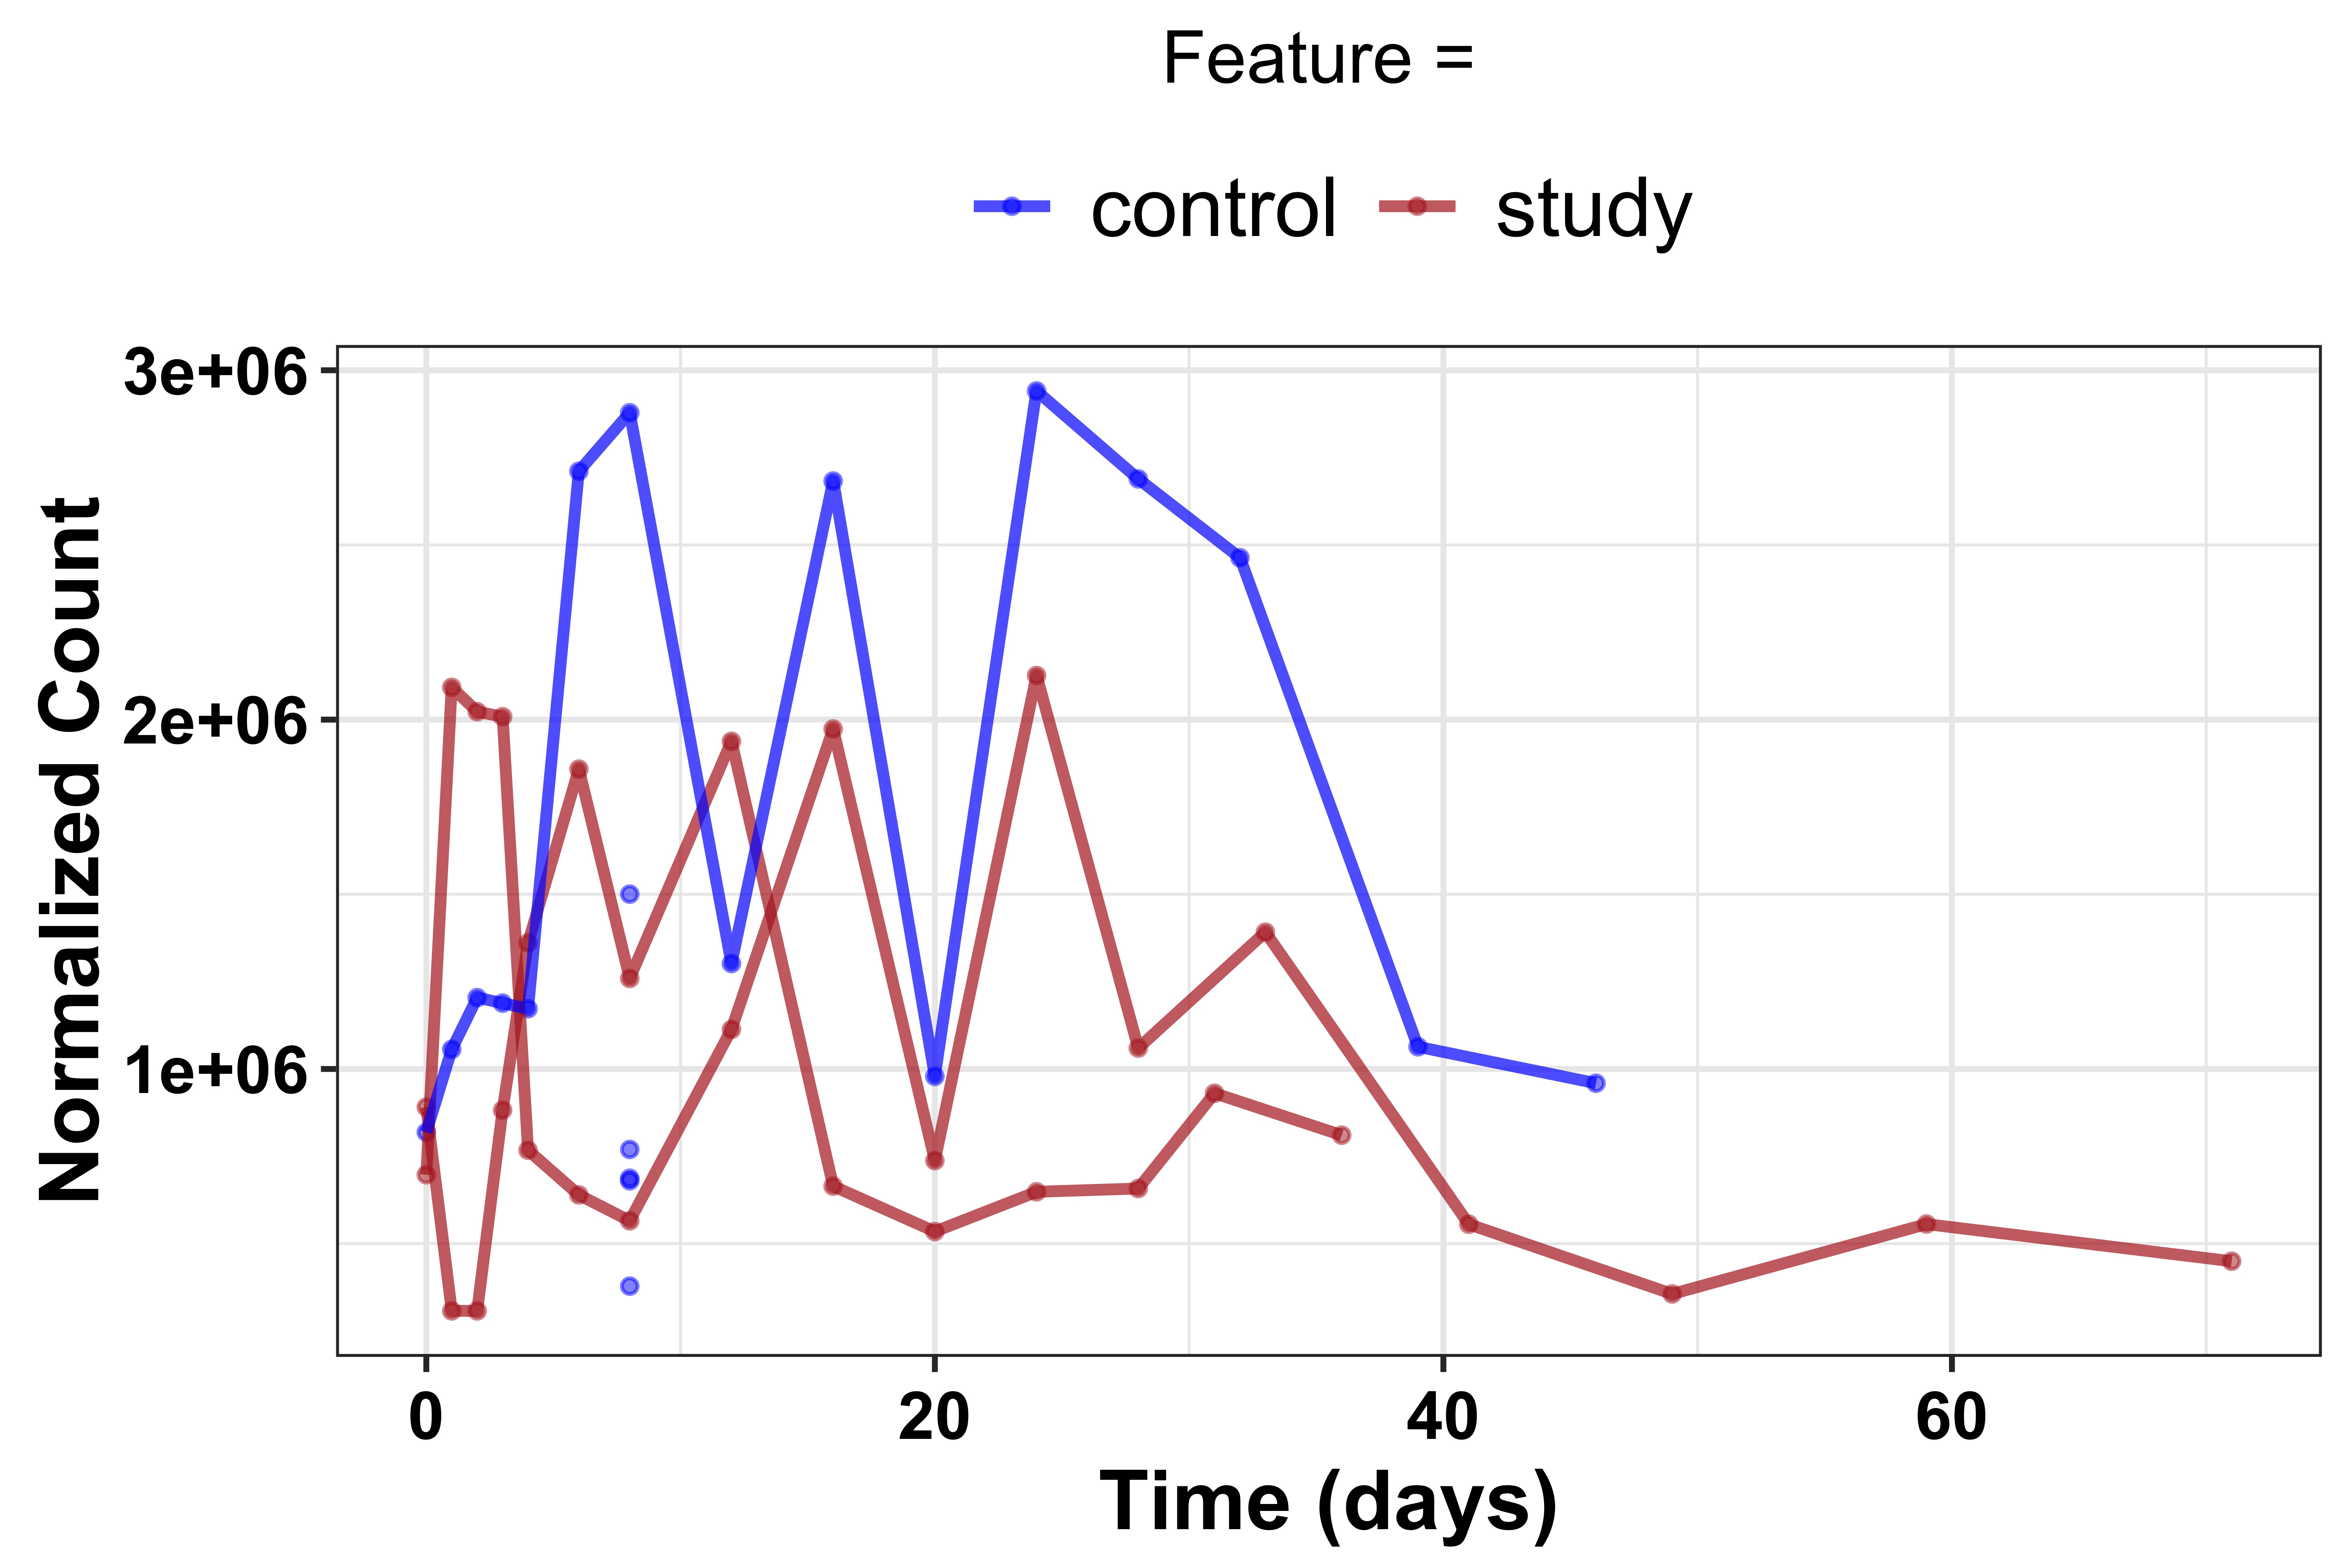 Feature =
control study
Normalized Count
3e+06
2e+06
1e+06
0 20 40 60
Time (days)